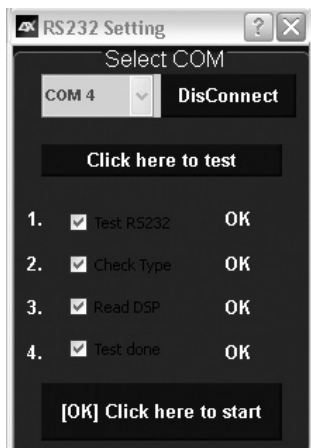 RS232 Setting ?
Select COM
COM 4 DisConnect
Click here to test
1. Test RS232 OK
2. Check Type OK
3. Read DSP OK
4. Test done OK
[OK] Click here to start